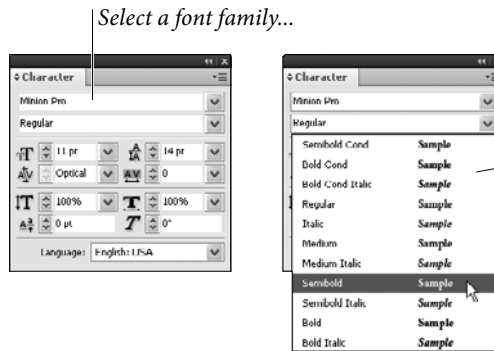 Select a font family...
Character
Minion Pro
Regular
11 pt
14 pt
Optical
0
100%
100%
0 pt
0°
Language: English: USA
Character
Minion Pro
Regular
Semibold Cond Sample
Bold Cond Sample
Bold Cond Italic Sample
Regular Sample
Italic Sample
Medium Sample
Medium Italic Sample
Semibold Sample
Semibold Italic Sample
Bold Sample
Bold Italic Sample